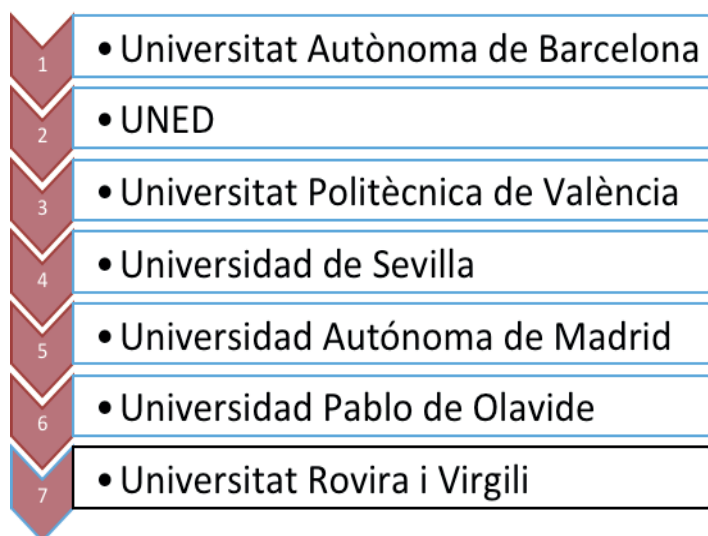 1 • Universitat Autònoma de Barcelona
2 • UNED
3 • Universitat Politècnica de València
4 • Universidad de Sevilla
5 • Universidad Autónoma de Madrid
6 • Universidad Pablo de Olavide
7 • Universitat Rovira i Virgili